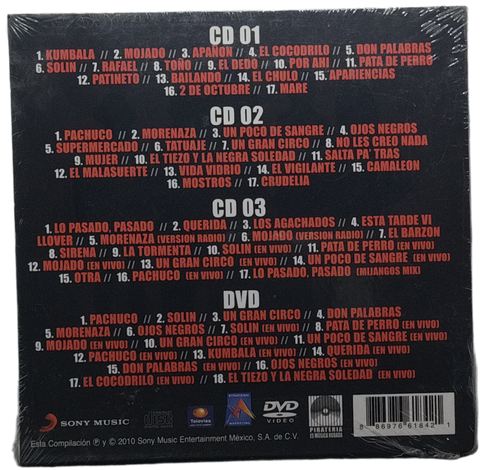 CD 01
1. KUMBALA // 2. MOJADO // 3. APAÑON // 4. EL COCODRILO // 5. DON PALABRAS
6. SOLIN // 7. RAFAEL // 8. TOÑO // 9. EL DEDO // 10. POR AHI // 11. PATA DE PERRO
12. PATINETO // 13. BAILANDO // 14. EL CHULO // 15. APARIENCIAS
16. 2 DE OCTUBRE // 17. MARE
CD 02
1. PACHUCO // 2. MORENAZA // 3. UN POCO DE SANGRE // 4. OJOS NEGROS
5. SUPERMERCADO // 6. TATUAJE // 7. UN GRAN CIRCO // 8. NO LES CREO NADA
9. MUJER // 10. EL TIEZO Y LA NEGRA SOLEDAD // 11. SALTA PA' TRAS
12. EL MALASUERTE // 13. VIDA VIDRIO // 14. EL VIGILANTE // 15. CAMALEON
16. MOSTROS // 17. CRUDELIA
CD 03
1. LO PASADO, PASADO // 2. QUERIDA // 3. LOS AGACHADOS // 4. ESTA TARDE VI
LLOVER // 5. MORENAZA (VERSION RADIO) // 6. MOJADO (VERSION RADIO) // 7. EL BARZON
8. SIRENA // 9. LA TORMENTA // 10. SOLIN (EN VIVO) // 11. PATA DE PERRO (EN VIVO)
12. MOJADO (EN VIVO) // 13. UN GRAN CIRCO (EN VIVO) // 14. UN POCO DE SANGRE (EN VIVO)
15. OTRA // 16. PACHUCO (EN VIVO) // 17. LO PASADO, PASADO (MIJANGOS MIX)
DVD
1. PACHUCO // 2. SOLIN // 3. UN GRAN CIRCO // 4. DON PALABRAS
5. MORENAZA // 6. OJOS NEGROS // 7. SOLIN (EN VIVO) // 8. PATA DE PERRO (EN VIVO)
9. MOJADO (EN VIVO) // 10. UN GRAN CIRCO (EN VIVO) // 11. UN POCO DE SANGRE (EN VIVO)
12. PACHUCO (EN VIVO) // 13. KUMBALA (EN VIVO) // 14. QUERIDA (EN VIVO)
15. DON PALABRAS (EN VIVO) // 16. OJOS NEGROS (EN VIVO)
17. EL COCODRILO (EN VIVO) // 18. EL TIEZO Y LA NEGRA SOLEDAD (EN VIVO)
SONY MUSIC
Televisa
DVD
VIDEO
PIRATERIA
ES MUSICA ROBADA
8 86976 61842 1
Esta Compilación ℗ y © 2010 Sony Music Entertainment México, S.A. de C.V.